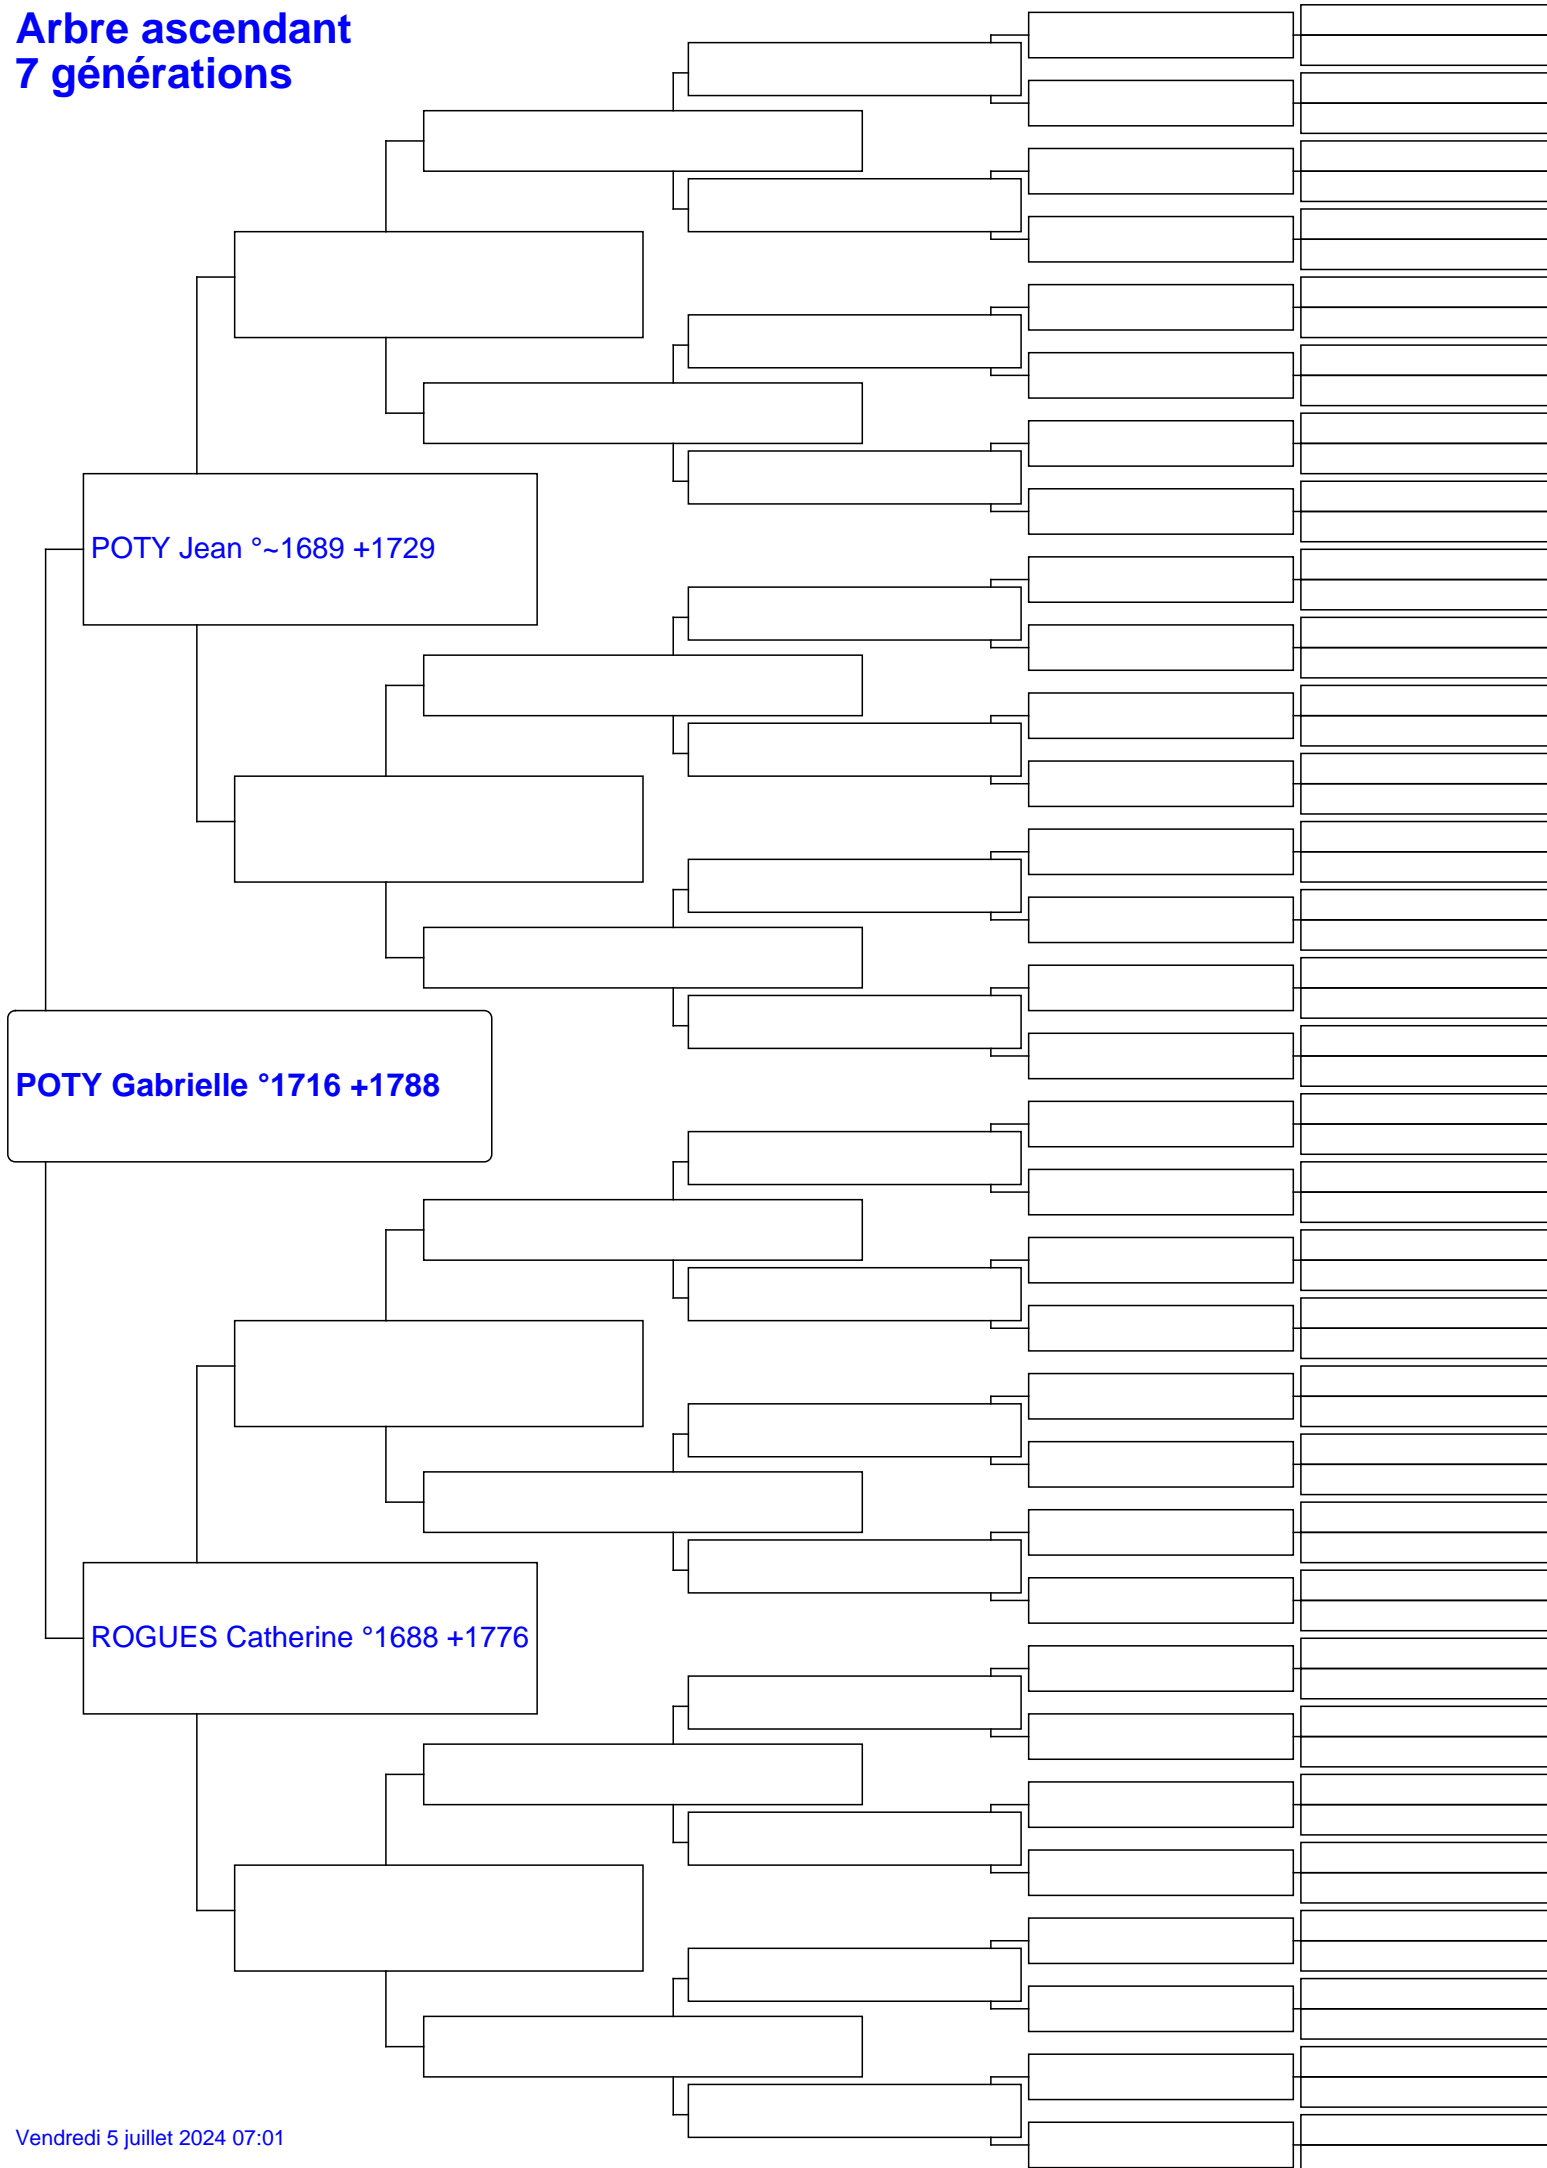 Arbre ascendant
7 générations
POTY Jean °~1689 +1729
POTY Gabrielle °1716 +1788
ROGUES Catherine °1688 +1776
Vendredi 5 juillet 2024 07:01